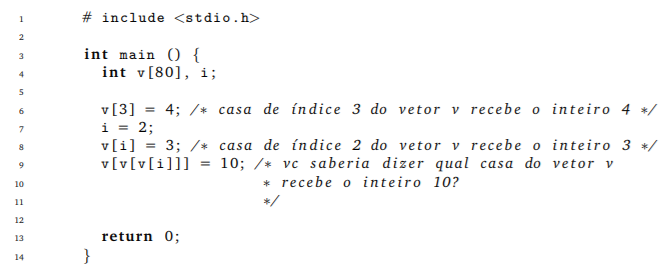 1 # include <stdio.h>
2
3 int main () {
4 int v[80], i;
5
6 v[3] = 4; /* casa de índice 3 do vetor v recebe o inteiro 4 */
7 i = 2;
8 v[i] = 3; /* casa de índice 2 do vetor v recebe o inteiro 3 */
9 v[v[v[i]]] = 10; /* vc saberia dizer qual casa do vetor v
10 * recebe o inteiro 10?
11 */
12
13 return 0;
14 }